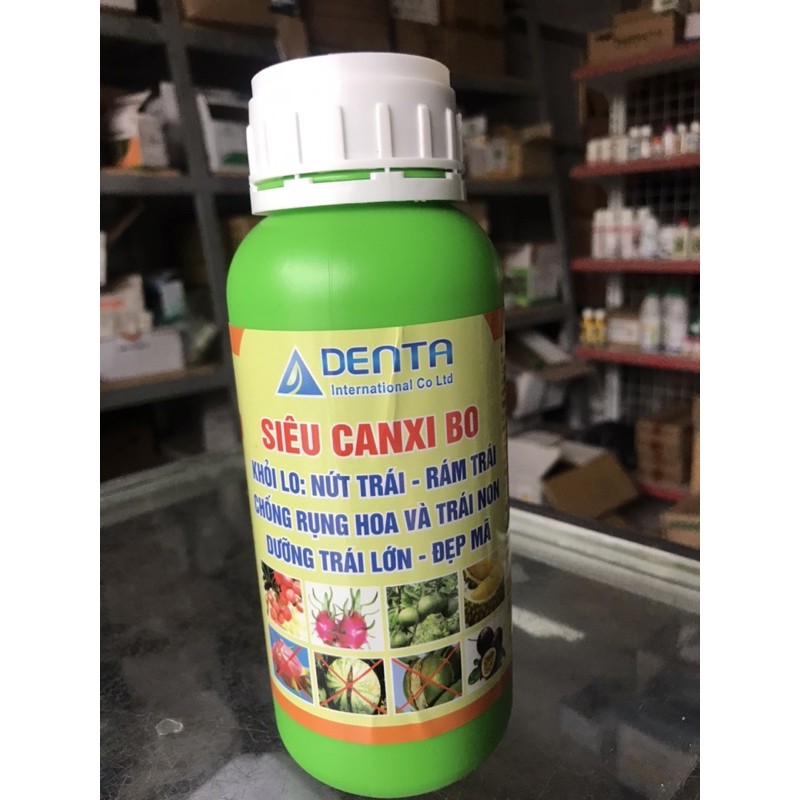 DENTA
International Co Ltd
SIÊU CANXI BO
KHỎI LO: NỨT TRÁI - RÁM TRÁI
CHỐNG RỤNG HOA VÀ TRÁI NON
DƯỠNG TRÁI LỚN - ĐẸP MÃ